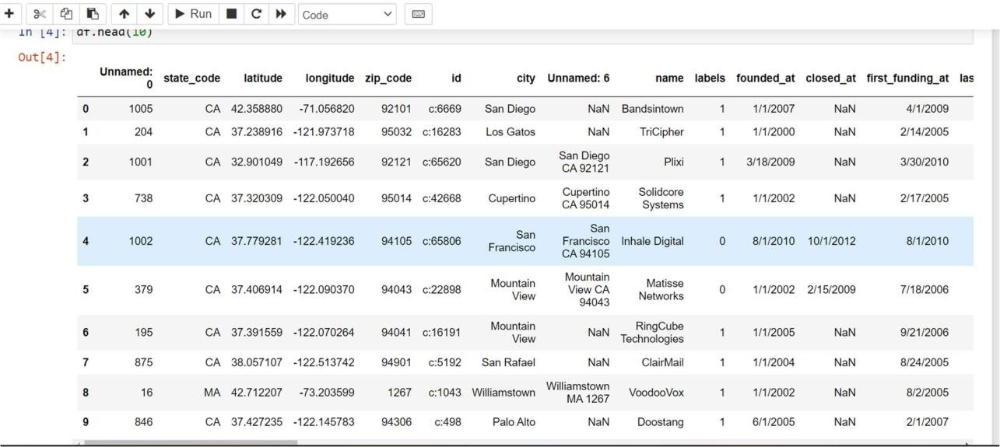 Run
Code
In [4]: df.head(10)
Out[4]:
Unnamed: 0 state_code latitude longitude zip_code id city Unnamed: 6 name labels founded_at closed_at first_funding_at las
0 1005 CA 42.358880 -71.056820 92101 c:6669 San Diego NaN Bandsintown 1 1/1/2007 NaN 4/1/2009
1 204 CA 37.238916 -121.973718 95032 c:16283 Los Gatos NaN TriCipher 1 1/1/2000 NaN 2/14/2005
2 1001 CA 32.901049 -117.192656 92121 c:65620 San Diego San Diego CA 92121 Plixi 1 3/18/2009 NaN 3/30/2010
3 738 CA 37.320309 -122.050040 95014 c:42668 Cupertino Cupertino CA 95014 Solidcore Systems 1 1/1/2002 NaN 2/17/2005
4 1002 CA 37.779281 -122.419236 94105 c:65806 San Francisco San Francisco CA 94105 Inhale Digital 0 8/1/2010 10/1/2012 8/1/2010
5 379 CA 37.406914 -122.090370 94043 c:22898 Mountain View Mountain View CA 94043 Matisse Networks 0 1/1/2002 2/15/2009 7/18/2006
6 195 CA 37.391559 -122.070264 94041 c:16191 Mountain View NaN RingCube Technologies 1 1/1/2005 NaN 9/21/2006
7 875 CA 38.057107 -122.513742 94901 c:5192 San Rafael NaN ClairMail 1 1/1/2004 NaN 8/24/2005
8 16 MA 42.712207 -73.203599 1267 c:1043 Williamstown Williamstown MA 1267 VoodooVox 1 1/1/2002 NaN 8/2/2005
9 846 CA 37.427235 -122.145783 94306 c:498 Palo Alto NaN Doostang 1 6/1/2005 NaN 2/1/2007